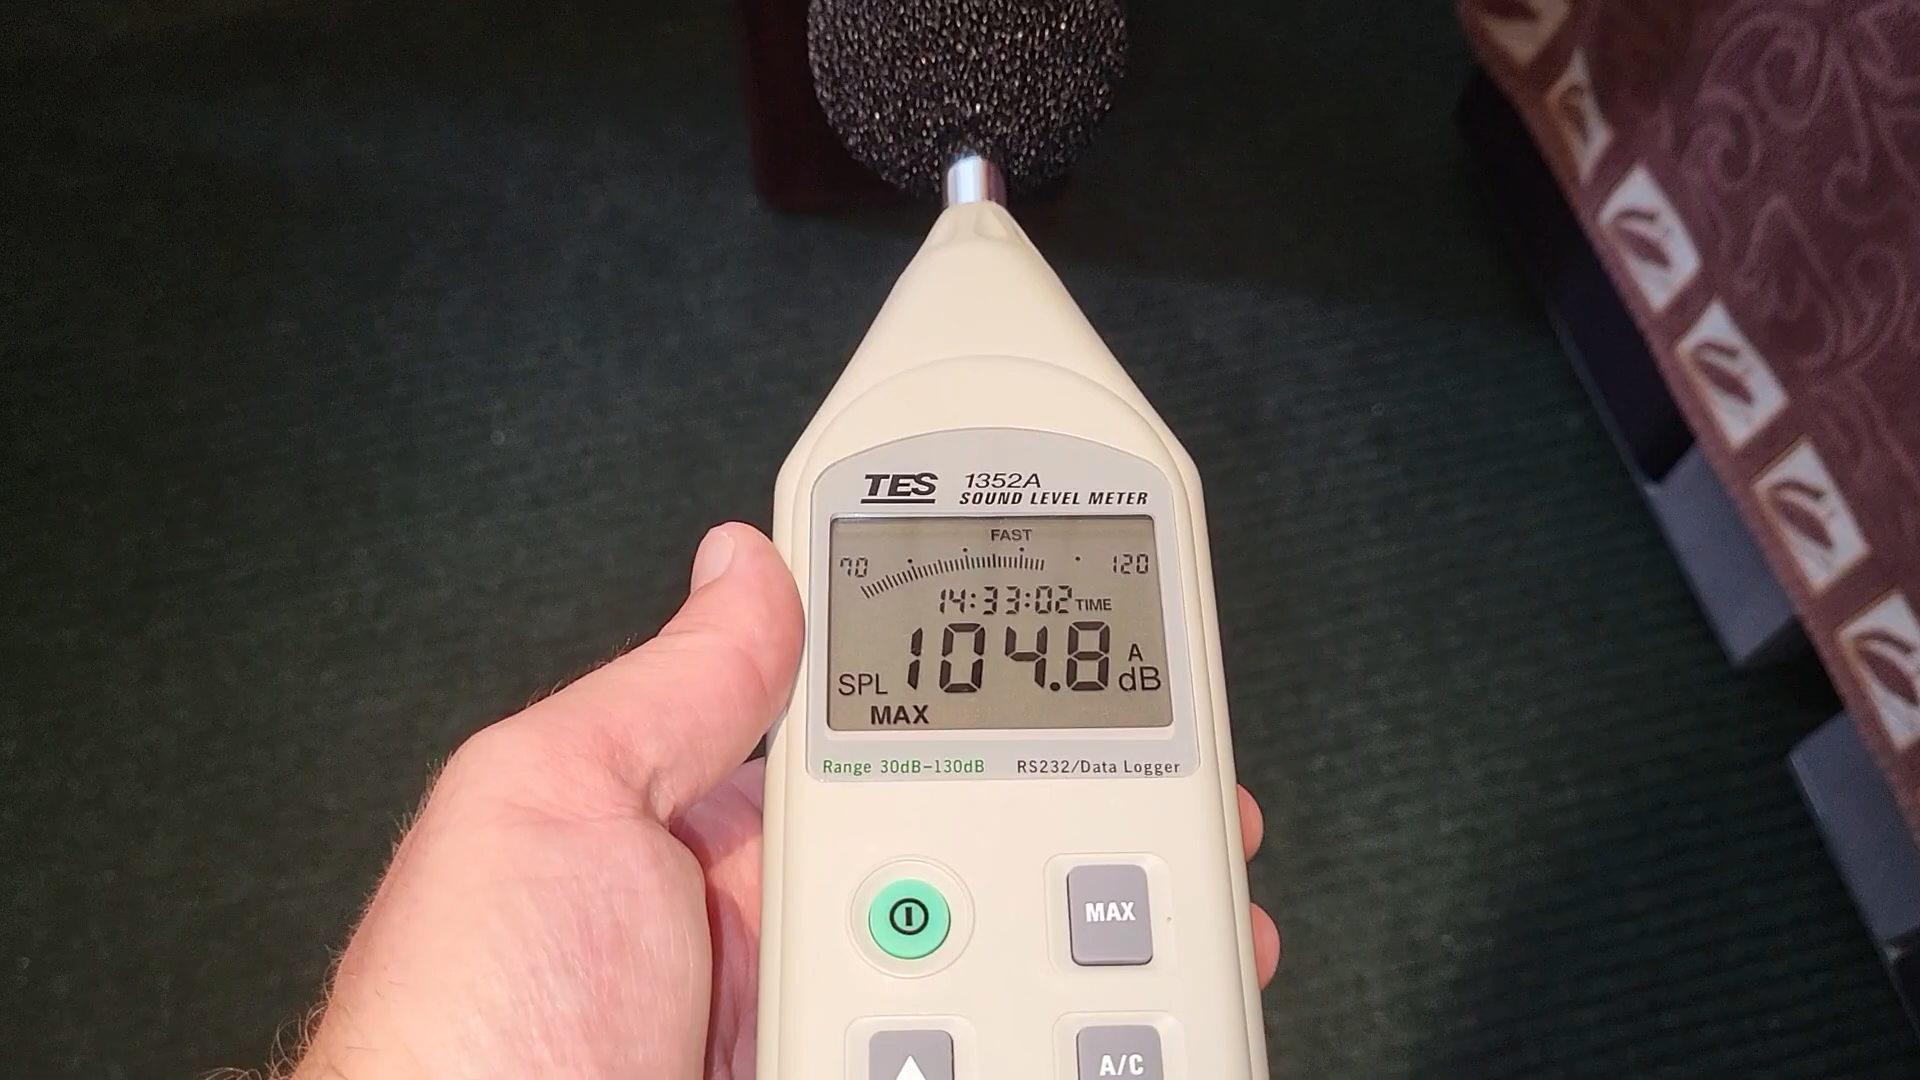 TES 1352A
SOUND LEVEL METER
FAST
70 120
14:33:02 TIME
SPL 104.8 A dB
MAX
Range 30dB-130dB RS232/Data Logger
MAX
A/C